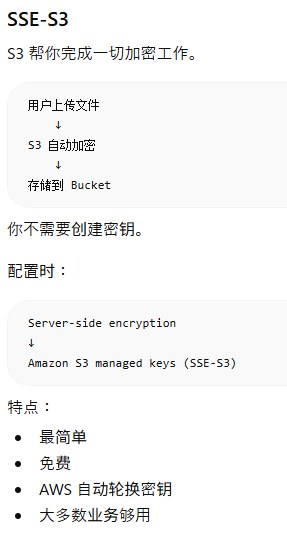 SSE-S3
S3 帮你完成一切加密工作。
用户上传文件
↓
S3 自动加密
↓
存储到 Bucket
你不需要创建密钥。
配置时：
Server-side encryption
↓
Amazon S3 managed keys (SSE-S3)
特点：
• 最简单
• 免费
• AWS 自动轮换密钥
• 大多数业务够用